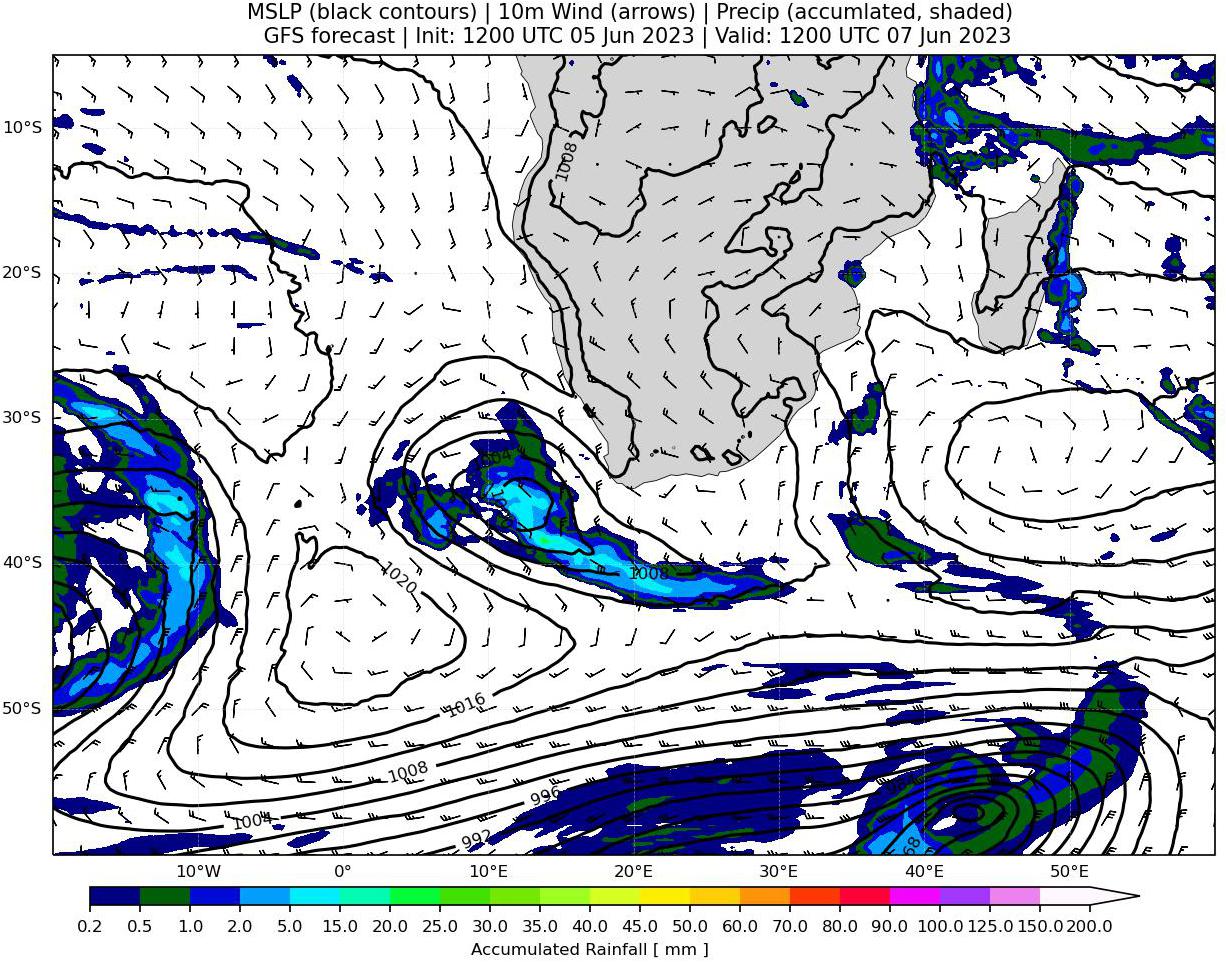 MSLP (black contours) | 10m Wind (arrows) | Precip (accumlated, shaded)
GFS forecast | Init: 1200 UTC 05 Jun 2023 | Valid: 1200 UTC 07 Jun 2023
10°S
20°S
30°S
40°S
50°S
1008
1004
1008
1020
1016
1008
1004
996
992
10°W 0° 10°E 20°E 30°E 40°E 50°E
0.2 0.5 1.0 2.0 5.0 10.0 15.0 20.0 25.0 30.0 35.0 40.0 45.0 50.0 60.0 70.0 80.0 90.0 100.0 125.0 150.0 200.0
Accumulated Rainfall [ mm ]